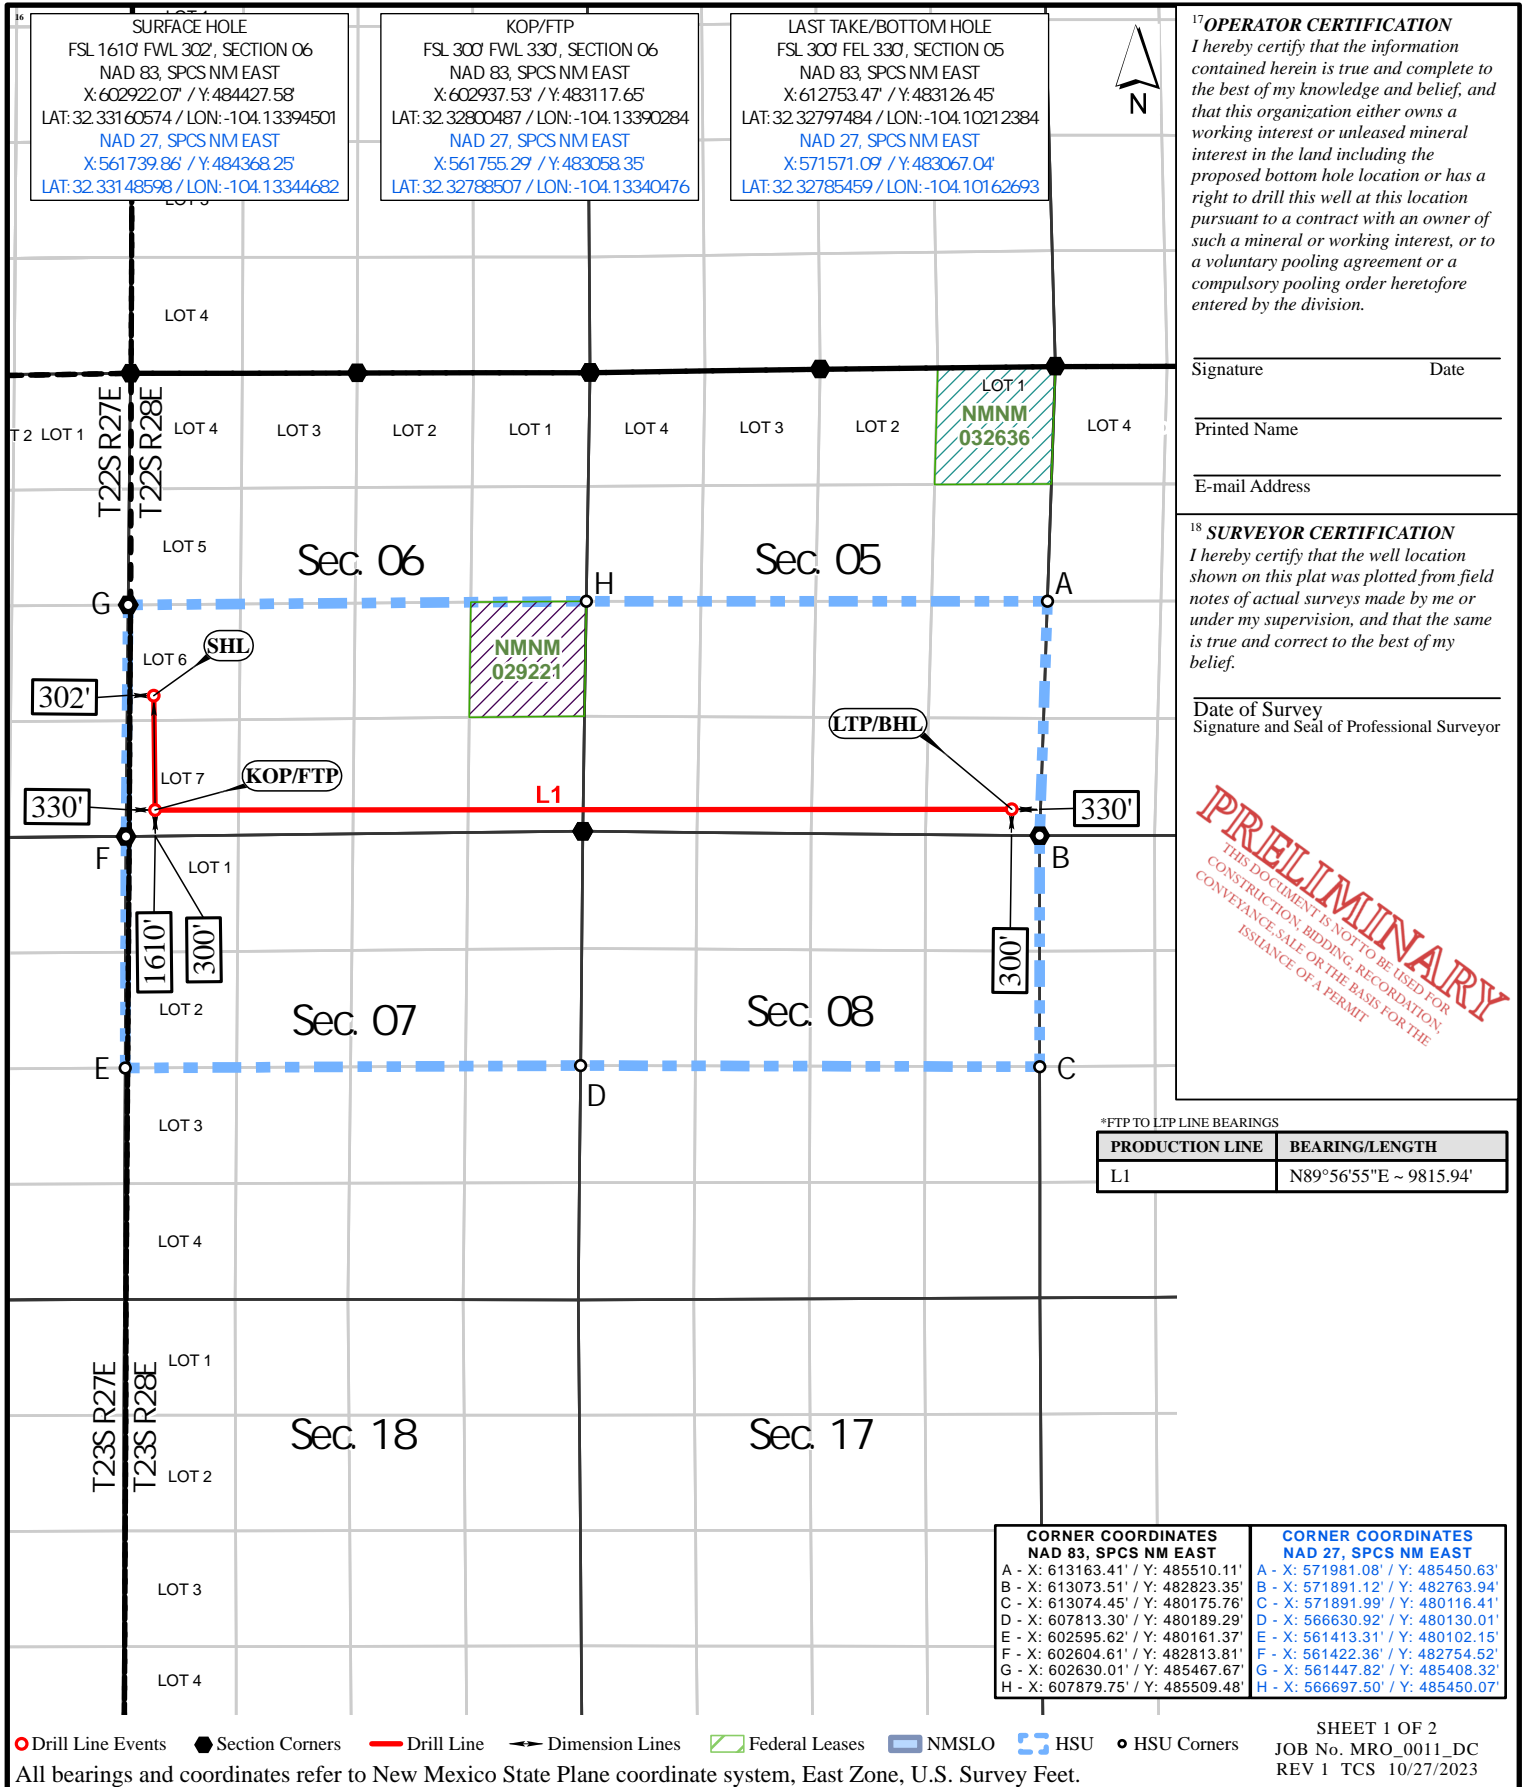 16
SURFACE HOLE
FSL 1610' FWL 302', SECTION 06
NAD 83, SPCS NM EAST
X:602922.07' / Y:484427.58'
LAT:32.33160574 / LON:-104.13394501
NAD 27, SPCS NM EAST
X:561739.86' / Y:484368.25'
LAT:32.33148598 / LON:-104.13344682
KOP/FTP
FSL 300' FWL 330', SECTION 06
NAD 83, SPCS NM EAST
X:602937.53' / Y:483117.65'
LAT:32.32800487 / LON:-104.13390284
NAD 27, SPCS NM EAST
X:561755.29' / Y:483058.35'
LAT:32.32788507 / LON:-104.13340476
LAST TAKE/BOTTOM HOLE
FSL 300' FEL 330', SECTION 05
NAD 83, SPCS NM EAST
X:612753.47' / Y:483126.45'
LAT:32.32797484 / LON:-104.10212384
NAD 27, SPCS NM EAST
X:571571.09' / Y:483067.04'
LAT:32.32785459 / LON:-104.10162693
N
LOT 4
T22S R27E
T22S R28E
T 2 LOT 1
LOT 4
LOT 3
LOT 2
LOT 1
LOT 4
LOT 3
LOT 2
LOT 1
NMNM
032636
LOT 4
LOT 5
Sec. 06
Sec. 05
G
H
A
LOT 6
SHL
NMNM
029221
302'
LTP/BHL
LOT 7
KOP/FTP
L1
330'
330'
F
LOT 1
B
1610'
300'
300'
LOT 2
Sec. 07
Sec. 08
E
D
C
LOT 3
LOT 4
T23S R27E
T23S R28E
LOT 1
Sec. 18
Sec. 17
LOT 2
LOT 3
LOT 4
17 OPERATOR CERTIFICATION
I hereby certify that the information
contained herein is true and complete to
the best of my knowledge and belief, and
that this organization either owns a
working interest or unleased mineral
interest in the land including the
proposed bottom hole location or has a
right to drill this well at this location
pursuant to a contract with an owner of
such a mineral or working interest, or to
a voluntary pooling agreement or a
compulsory pooling order heretofore
entered by the division.
Signature Date
Printed Name
E-mail Address
18 SURVEYOR CERTIFICATION
I hereby certify that the well location
shown on this plat was plotted from field
notes of actual surveys made by me or
under my supervision, and that the same
is true and correct to the best of my
belief.
Date of Survey
Signature and Seal of Professional Surveyor
PRELIMINARY
THIS DOCUMENT IS NOT TO BE USED FOR
CONSTRUCTION, BIDDING, RECORDATION,
CONVEYANCE, SALE OR THE BASIS FOR THE
ISSUANCE OF A PERMIT
*FTP TO LTP LINE BEARINGS
PRODUCTION LINE BEARING/LENGTH
L1 N89°56'55"E ~ 9815.94'
CORNER COORDINATES
NAD 83, SPCS NM EAST
A - X: 613163.41' / Y: 485510.11'
B - X: 613073.51' / Y: 482823.35'
C - X: 613074.45' / Y: 480175.76'
D - X: 607813.30' / Y: 480189.29'
E - X: 602595.62' / Y: 480161.37'
F - X: 602604.61' / Y: 482813.81'
G - X: 602630.01' / Y: 485467.67'
H - X: 607879.75' / Y: 485509.48'
CORNER COORDINATES
NAD 27, SPCS NM EAST
A - X: 571981.08' / Y: 485450.63'
B - X: 571891.12' / Y: 482763.94'
C - X: 571891.99' / Y: 480116.41'
D - X: 566630.92' / Y: 480130.01'
E - X: 561413.31' / Y: 480102.15'
F - X: 561422.36' / Y: 482754.52'
G - X: 561447.82' / Y: 485408.32'
H - X: 566697.50' / Y: 485450.07'
Drill Line Events Section Corners Drill Line Dimension Lines Federal Leases NMSLO HSU HSU Corners
All bearings and coordinates refer to New Mexico State Plane coordinate system, East Zone, U.S. Survey Feet.
SHEET 1 OF 2
JOB No. MRO_0011_DC
REV 1 TCS 10/27/2023